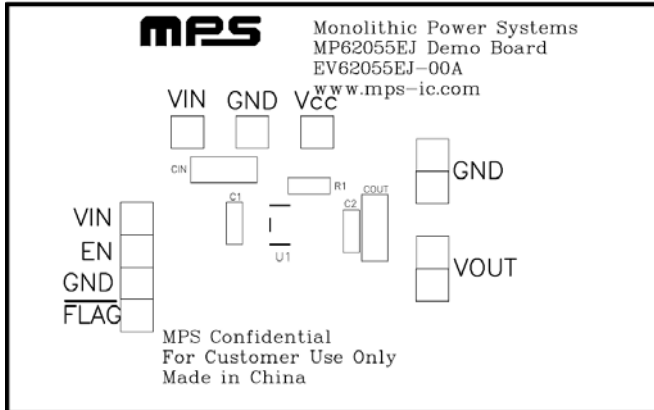 mps
Monolithic Power Systems
MP62055EJ Demo Board
EV62055EJ-00A
www.mps-ic.com
VIN GND Vcc
CIN
R1
COUT
GND
C1
C2
VIN
U1
EN
VOUT
GND
FLAG
MPS Confidential
For Customer Use Only
Made in China